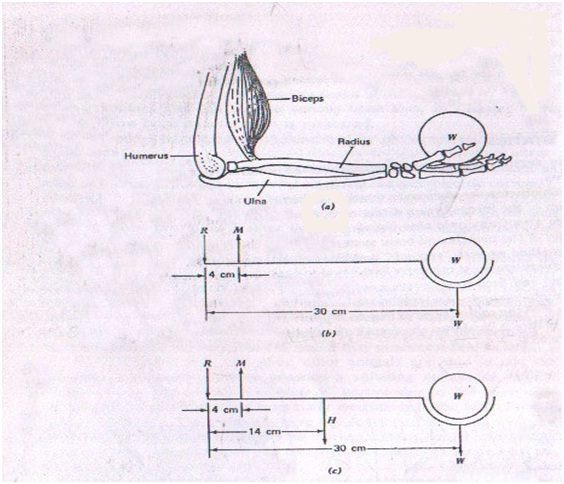 Biceps
W
Radius
Humerus
Ulna
(a)
R M
4 cm
W
30 cm
W
(b)
R M
4 cm
W
H
14 cm
30 cm
W
(c)